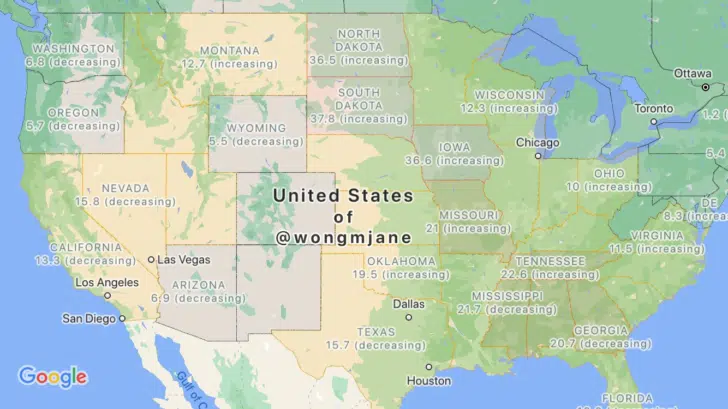 WASHINGTON
6.8 (decreasing)
MONTANA
12.7 (increasing)
NORTH
DAKOTA
36.5 (increasing)
Ottawa
OREGON
5.7 (decreasing)
SOUTH
DAKOTA
37.8 (increasing)
WISCONSIN
12.3 (increasing)
Toronto
1.2 (
WYOMING
5.5 (decreasing)
IOWA
36.6 (increasing)
Chicago
5.4
OHIO
10 (increasing)
NEVADA
15.8 (decreasing)
United States
of
@wongmjane
MISSOURI
21 (increasing)
DE
8.3 (increasing)
VIRGINIA
11.5 (increasing)
CALIFORNIA
13.3 (decreasing)
Las Vegas
OKLAHOMA
19.5 (increasing)
TENNESSEE
22.6 (increasing)
Los Angeles
ARIZONA
6.9 (decreasing)
San Diego
Dallas
MISSISSIPPI
21.7 (decreasing)
TEXAS
15.7 (decreasing)
GEORGIA
20.7 (decreasing)
Google
Gulf of C
Houston
FLORIDA